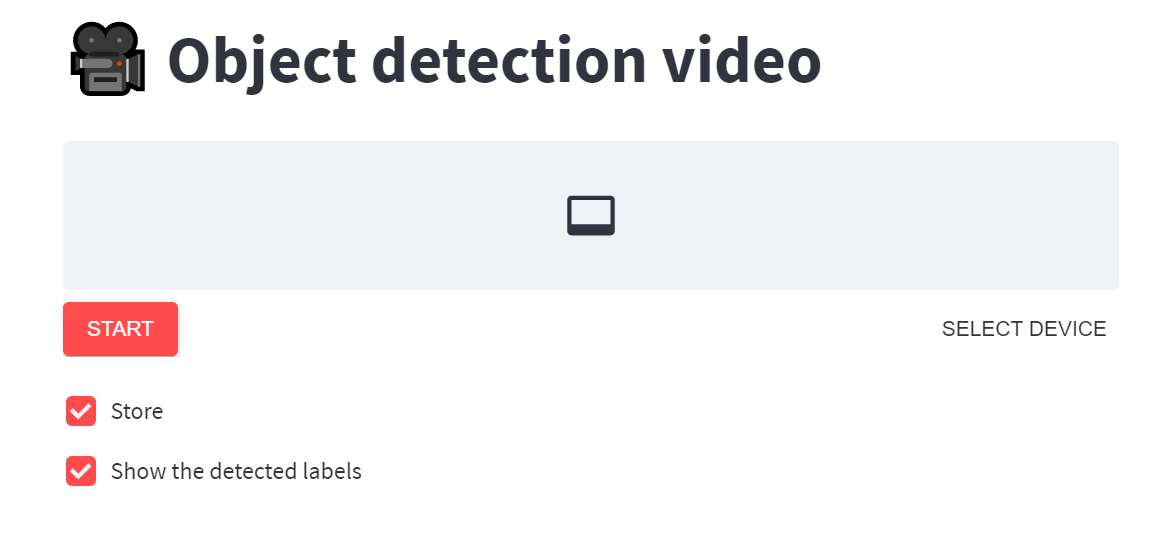 Object detection video
START
SELECT DEVICE
Store
Show the detected labels